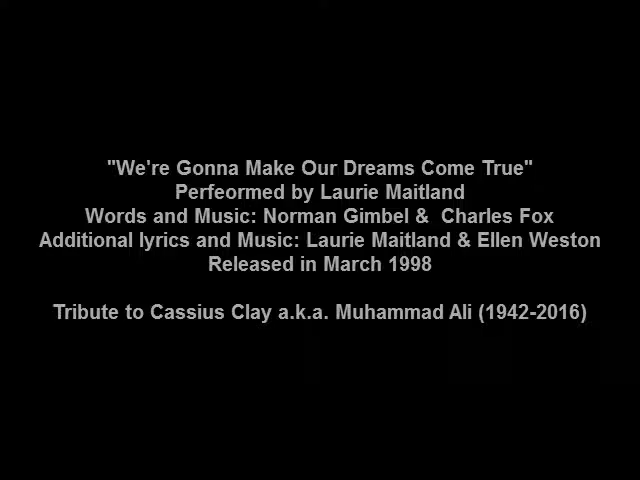 "We're Gonna Make Our Dreams Come True"
Perfeormed by Laurie Maitland
Words and Music: Norman Gimbel &  Charles Fox
Additional lyrics and Music: Laurie Maitland & Ellen Weston
Released in March 1998
Tribute to Cassius Clay a.k.a. Muhammad Ali (1942-2016)